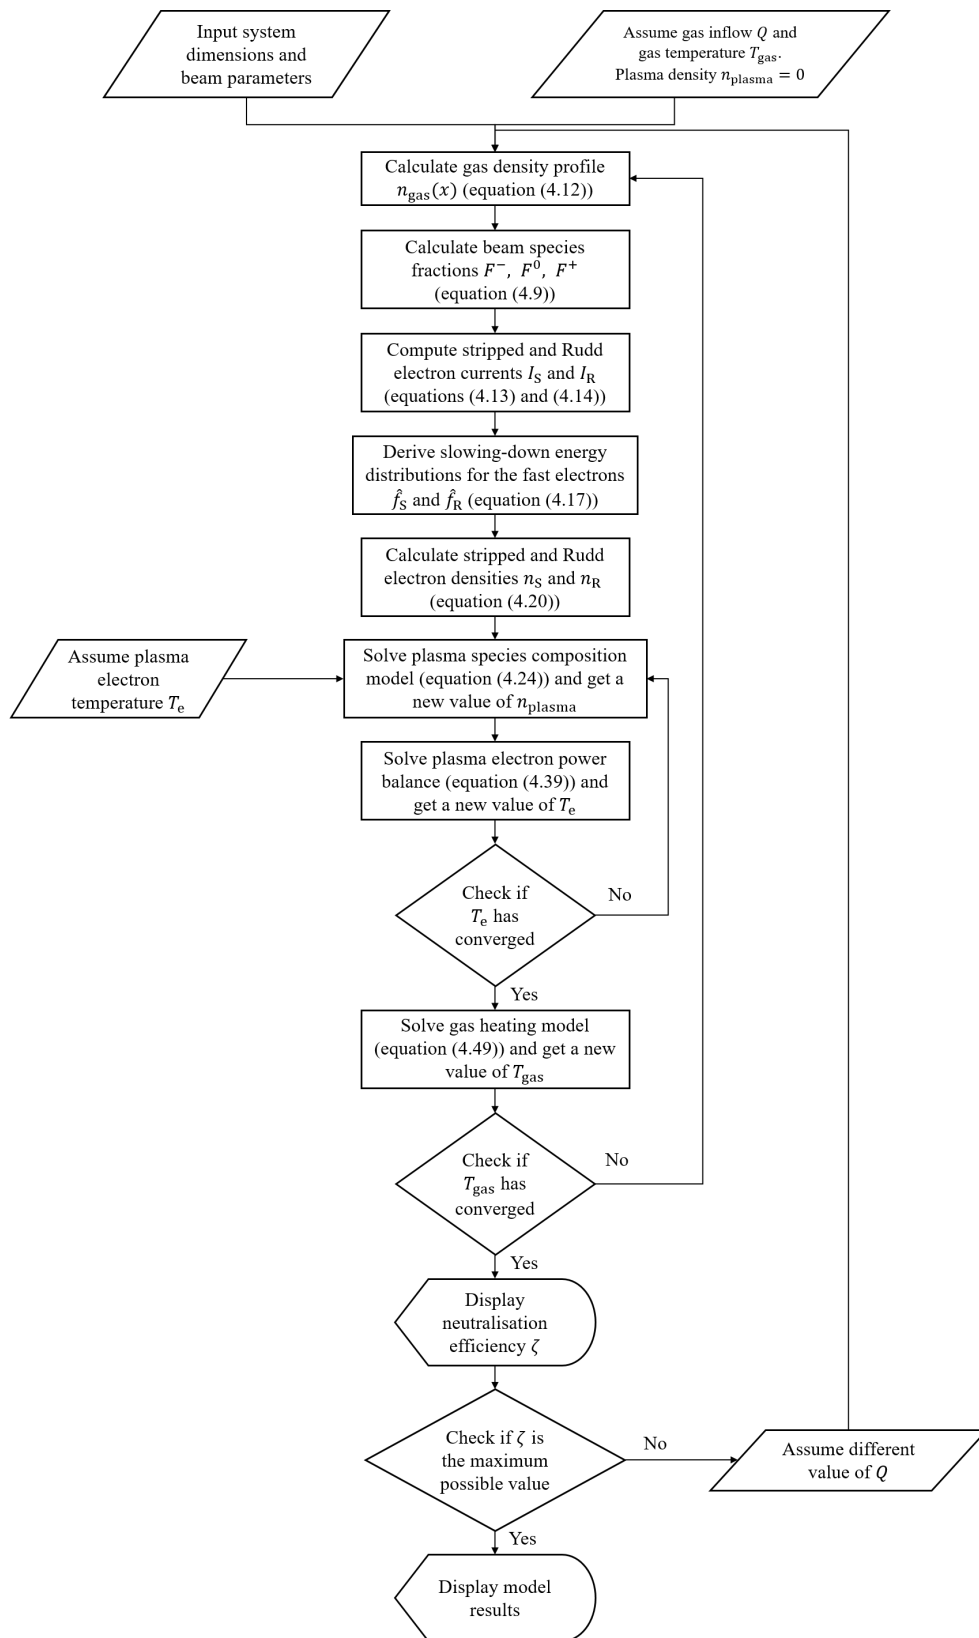 Input system
dimensions and
beam parameters
Assume gas inflow Q and
gas temperature T_gas.
Plasma density n_plasma = 0
Calculate gas density profile
n_gas(x) (equation (4.12))
Calculate beam species
fractions F⁻, F⁰, F⁺
(equation (4.9))
Compute stripped and Rudd
electron currents I_S and I_R
(equations (4.13) and (4.14))
Derive slowing-down energy
distributions for the fast electrons
f̂_S and f̂_R (equation (4.17))
Calculate stripped and Rudd
electron densities n_S and n_R
(equation (4.20))
Assume plasma
electron
temperature T_e
Solve plasma species composition
model (equation (4.24)) and get a
new value of n_plasma
Solve plasma electron power
balance (equation (4.39)) and
get a new value of T_e
Check if
T_e has
converged
No
Yes
Solve gas heating model
(equation (4.49)) and get a new
value of T_gas
Check if
T_gas has
converged
No
Yes
Display
neutralisation
efficiency ζ
Check if ζ is
the maximum
possible value
No
Assume different
value of Q
Yes
Display model
results